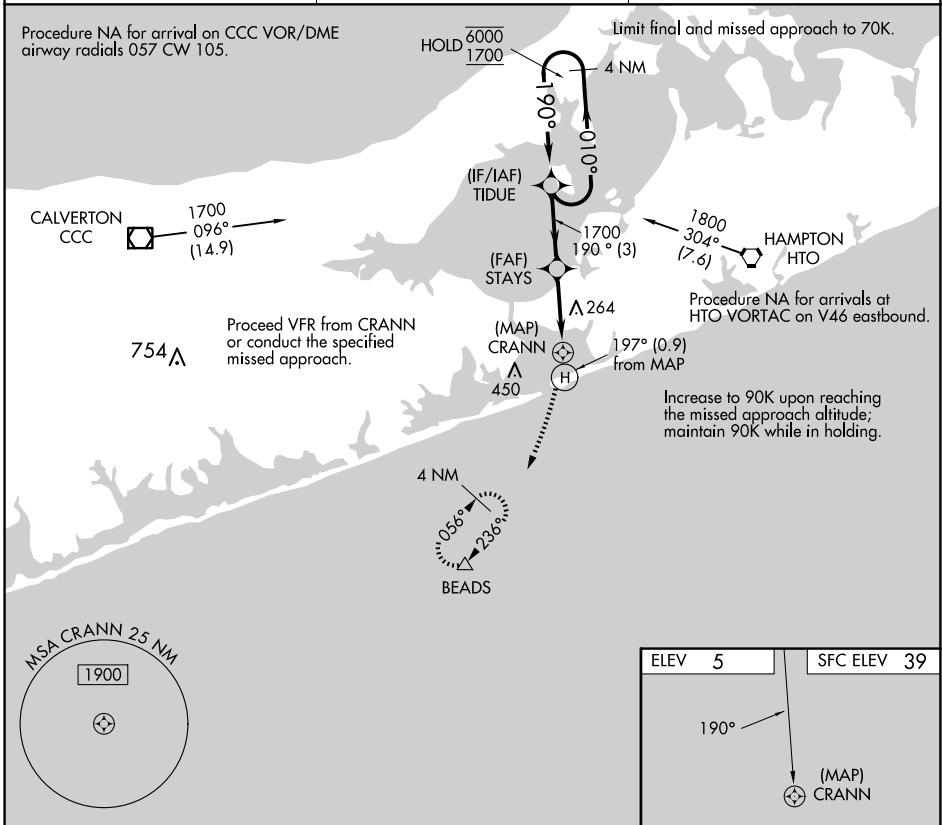 Procedure NA for arrival on CCC VOR/DME
airway radials 057 CW 105.
HOLD 6000
1700
4 NM
Limit final and missed approach to 70K.
190°
010°
(IF/IAF)
TIDUE
CALVERTON
CCC
1700
096°
(14.9)
1700
190° (3)
1800
304°
(7.6)
HAMPTON
HTO
(FAF)
STAYS
Procedure NA for arrivals at
HTO VORTAC on V46 eastbound.
264
Proceed VFR from CRANN
or conduct the specified
missed approach.
754
(MAP)
CRANN
450
H
197° (0.9)
from MAP
Increase to 90K upon reaching
the missed approach altitude;
maintain 90K while in holding.
4 NM
056°
236°
BEADS
MSA CRANN 25 NM
1900
ELEV 5
SFC ELEV 39
190°
(MAP)
CRANN